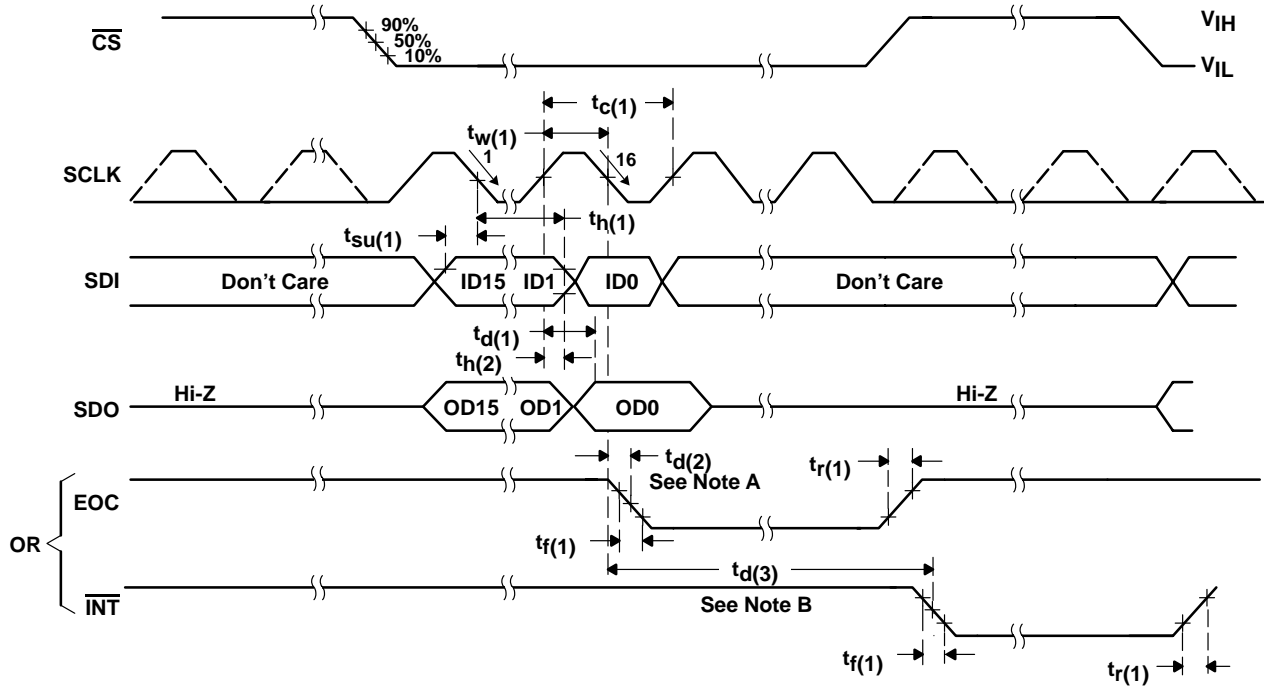 90%
50%
10%
CS
VIH
VIL
tc(1)
tw(1)
1
16
SCLK
th(1)
tsu(1)
SDI
Don't Care
ID15
ID1
ID0
Don't Care
td(1)
th(2)
Hi-Z
SDO
OD15
OD1
OD0
Hi-Z
td(2)
See Note A
tr(1)
EOC
OR
tf(1)
td(3)
INT
See Note B
tf(1)
tr(1)